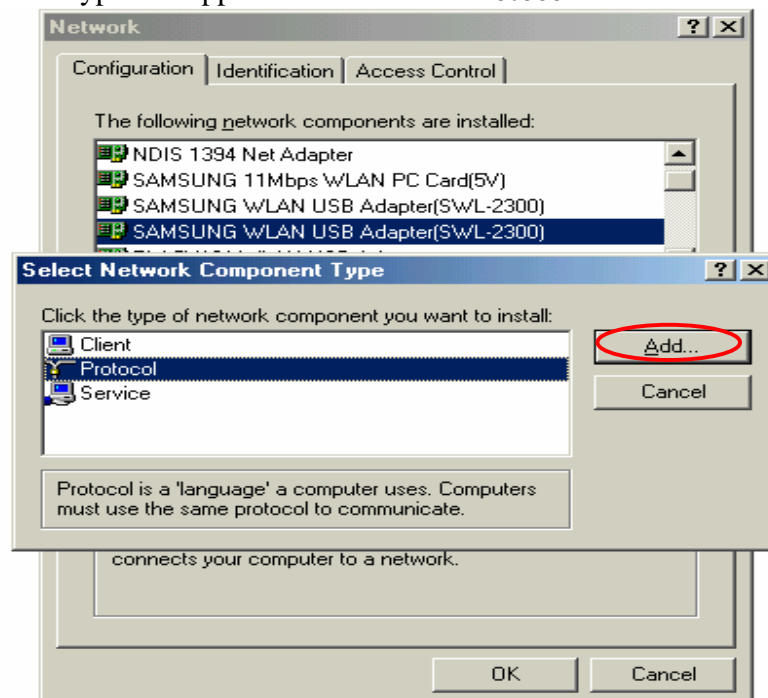 Network
Configuration Identification Access Control
The following network components are installed:
NDIS 1394 Net Adapter
SAMSUNG 11Mbps WLAN PC Card(5V)
SAMSUNG WLAN USB Adapter(SWL-2300)
SAMSUNG WLAN USB Adapter(SWL-2300)
Select Network Component Type
Click the type of network component you want to install:
Client
Protocol
Service
Add...
Cancel
Protocol is a 'language' a computer uses. Computers
must use the same protocol to communicate.
connects your computer to a network.
OK Cancel